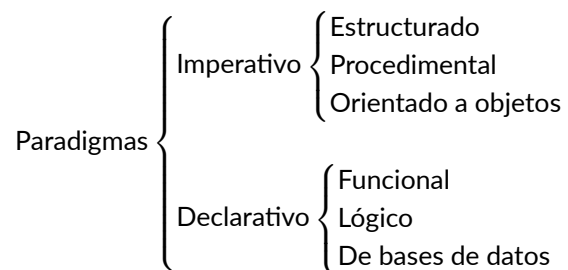 Paradigmas
Imperativo
Estructurado
Procedimental
Orientado a objetos
Declarativo
Funcional
Lógico
De bases de datos